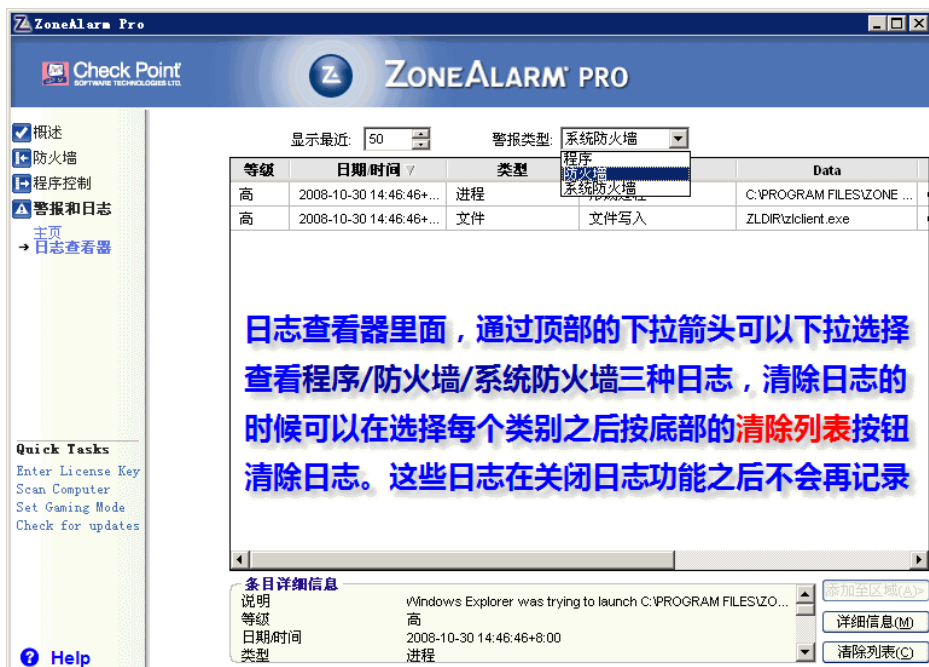 ZoneAlarm Pro
Check Point
SOFTWARE TECHNOLOGIES LTD.
ZONEALARM PRO
概述
防火墙
程序控制
警报和日志
主页
日志查看器
显示最近: 50
警报类型: 系统防火墙
程序
防火墙
系统防火墙
等级 日期/时间 类型 Data
高 2008-10-30 14:46:46+... 进程 C:\PROGRAM FILES\ZONE ...
高 2008-10-30 14:46:46+... 文件 文件写入 ZLDIR\zlclient.exe
日志查看器里面，通过顶部的下拉箭头可以下拉选择
查看程序/防火墙/系统防火墙三种日志，清除日志的
时候可以在选择每个类别之后按底部的清除列表按钮
清除日志。这些日志在关闭日志功能之后不会再记录
Quick Tasks
Enter License Key
Scan Computer
Set Gaming Mode
Check for updates
Help
条目详细信息
说明 Windows Explorer was trying to launch C:\PROGRAM FILES\ZO...
等级 高
日期/时间 2008-10-30 14:46:46+8:00
类型 进程
添加至区域(A)>
详细信息(M)
清除列表(C)